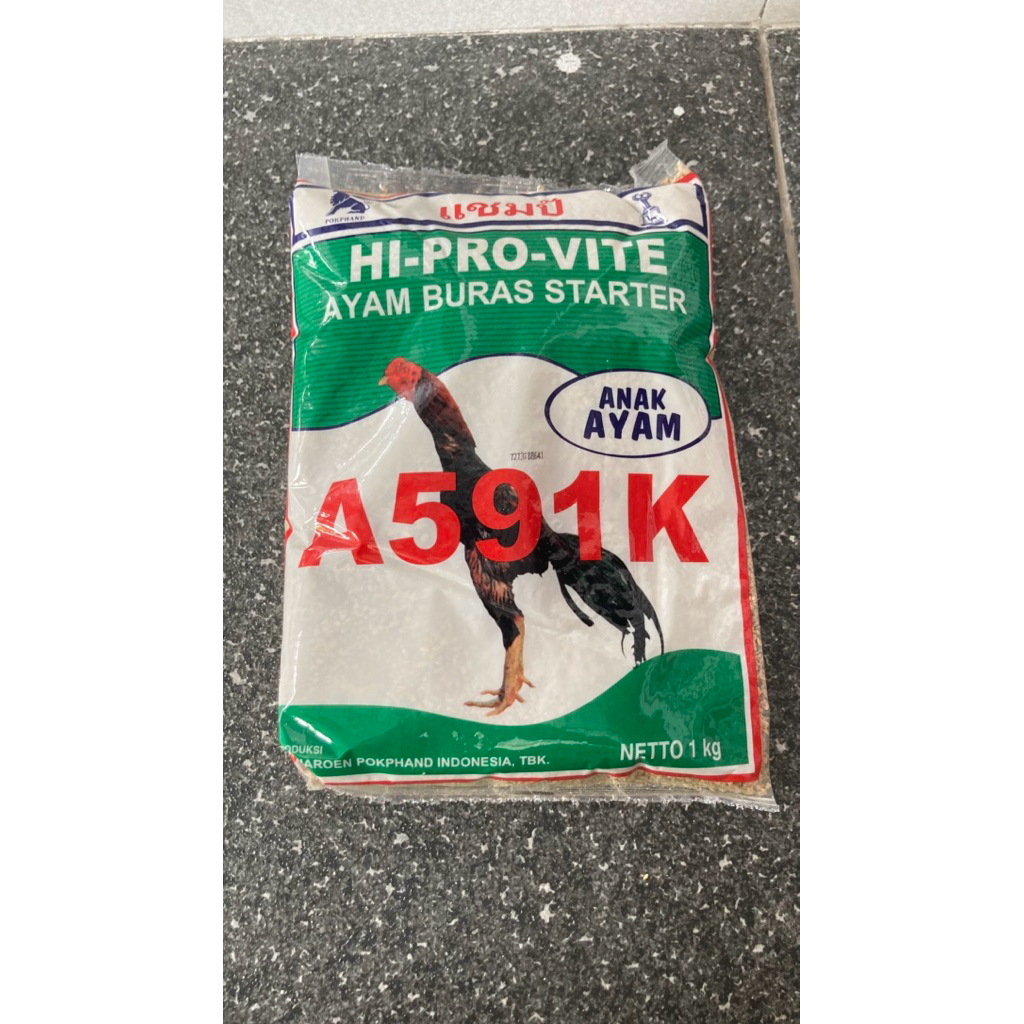 POKPHAND
แชมป์
HI-PRO-VITE
AYAM BURAS STARTER
ANAK
AYAM
A591K
NETTO 1 kg
POKPHAND INDONESIA, TBK.